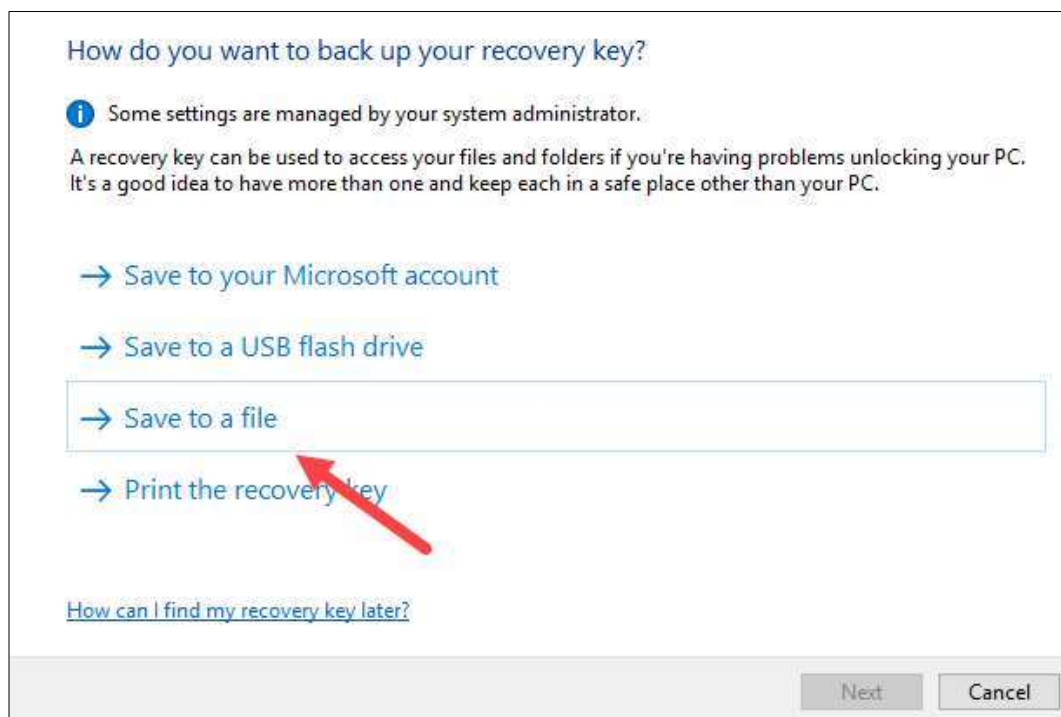 How do you want to back up your recovery key?
Some settings are managed by your system administrator.
A recovery key can be used to access your files and folders if you're having problems unlocking your PC.
It's a good idea to have more than one and keep each in a safe place other than your PC.
Save to your Microsoft account
Save to a USB flash drive
Save to a file
Print the recovery key
How can I find my recovery key later?
Next Cancel